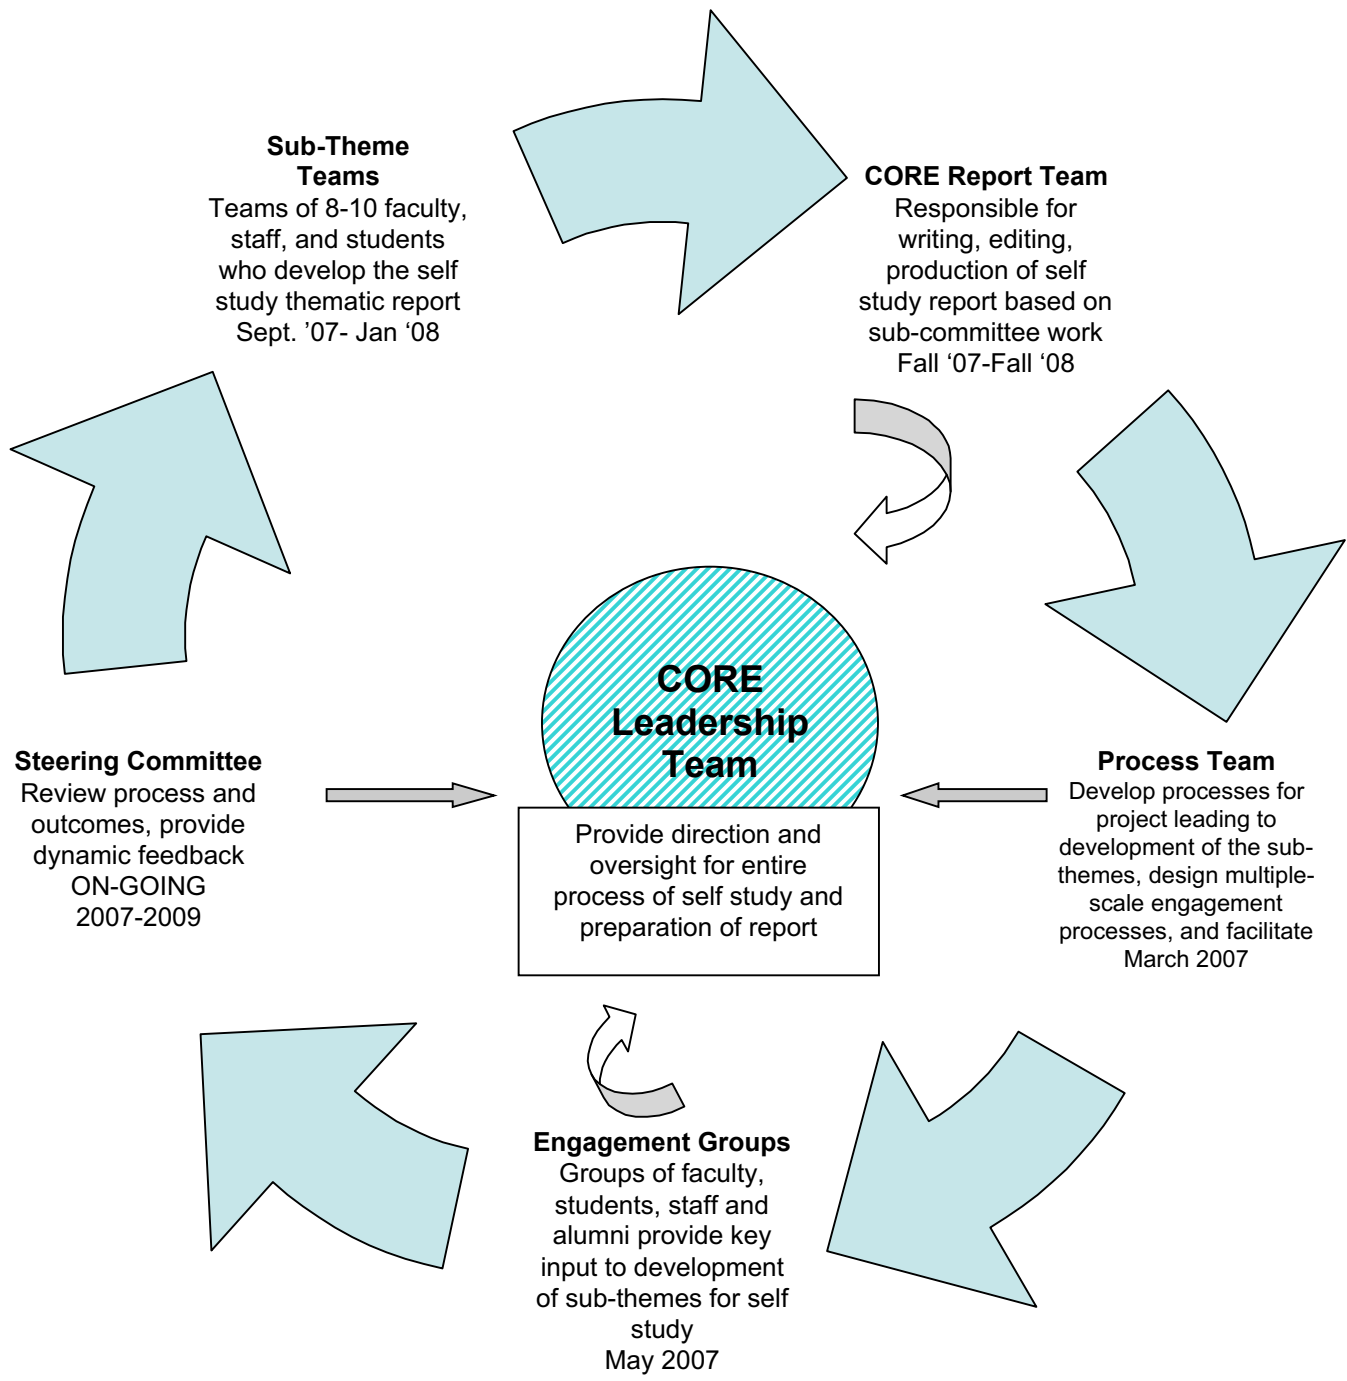 Sub-Theme
Teams
Teams of 8-10 faculty,
staff, and students
who develop the self
study thematic report
Sept. ’07- Jan ‘08
CORE Report Team
Responsible for
writing, editing,
production of self
study report based on
sub-committee work
Fall ‘07-Fall ‘08
CORE
Leadership
Team
Provide direction and
oversight for entire
process of self study and
preparation of report
Steering Committee
Review process and
outcomes, provide
dynamic feedback
ON-GOING
2007-2009
Process Team
Develop processes for
project leading to
development of the sub-
themes, design multiple-
scale engagement
processes, and facilitate
March 2007
Engagement Groups
Groups of faculty,
students, staff and
alumni provide key
input to development
of sub-themes for self
study
May 2007